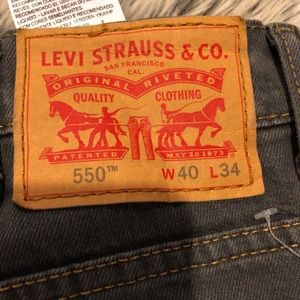 LEVI STRAUSS & CO.
SAN FRANCISCO
CAL.
ORIGINAL RIVETED
QUALITY CLOTHING
PATENTED MAY 20 1873
550™ W40 L34